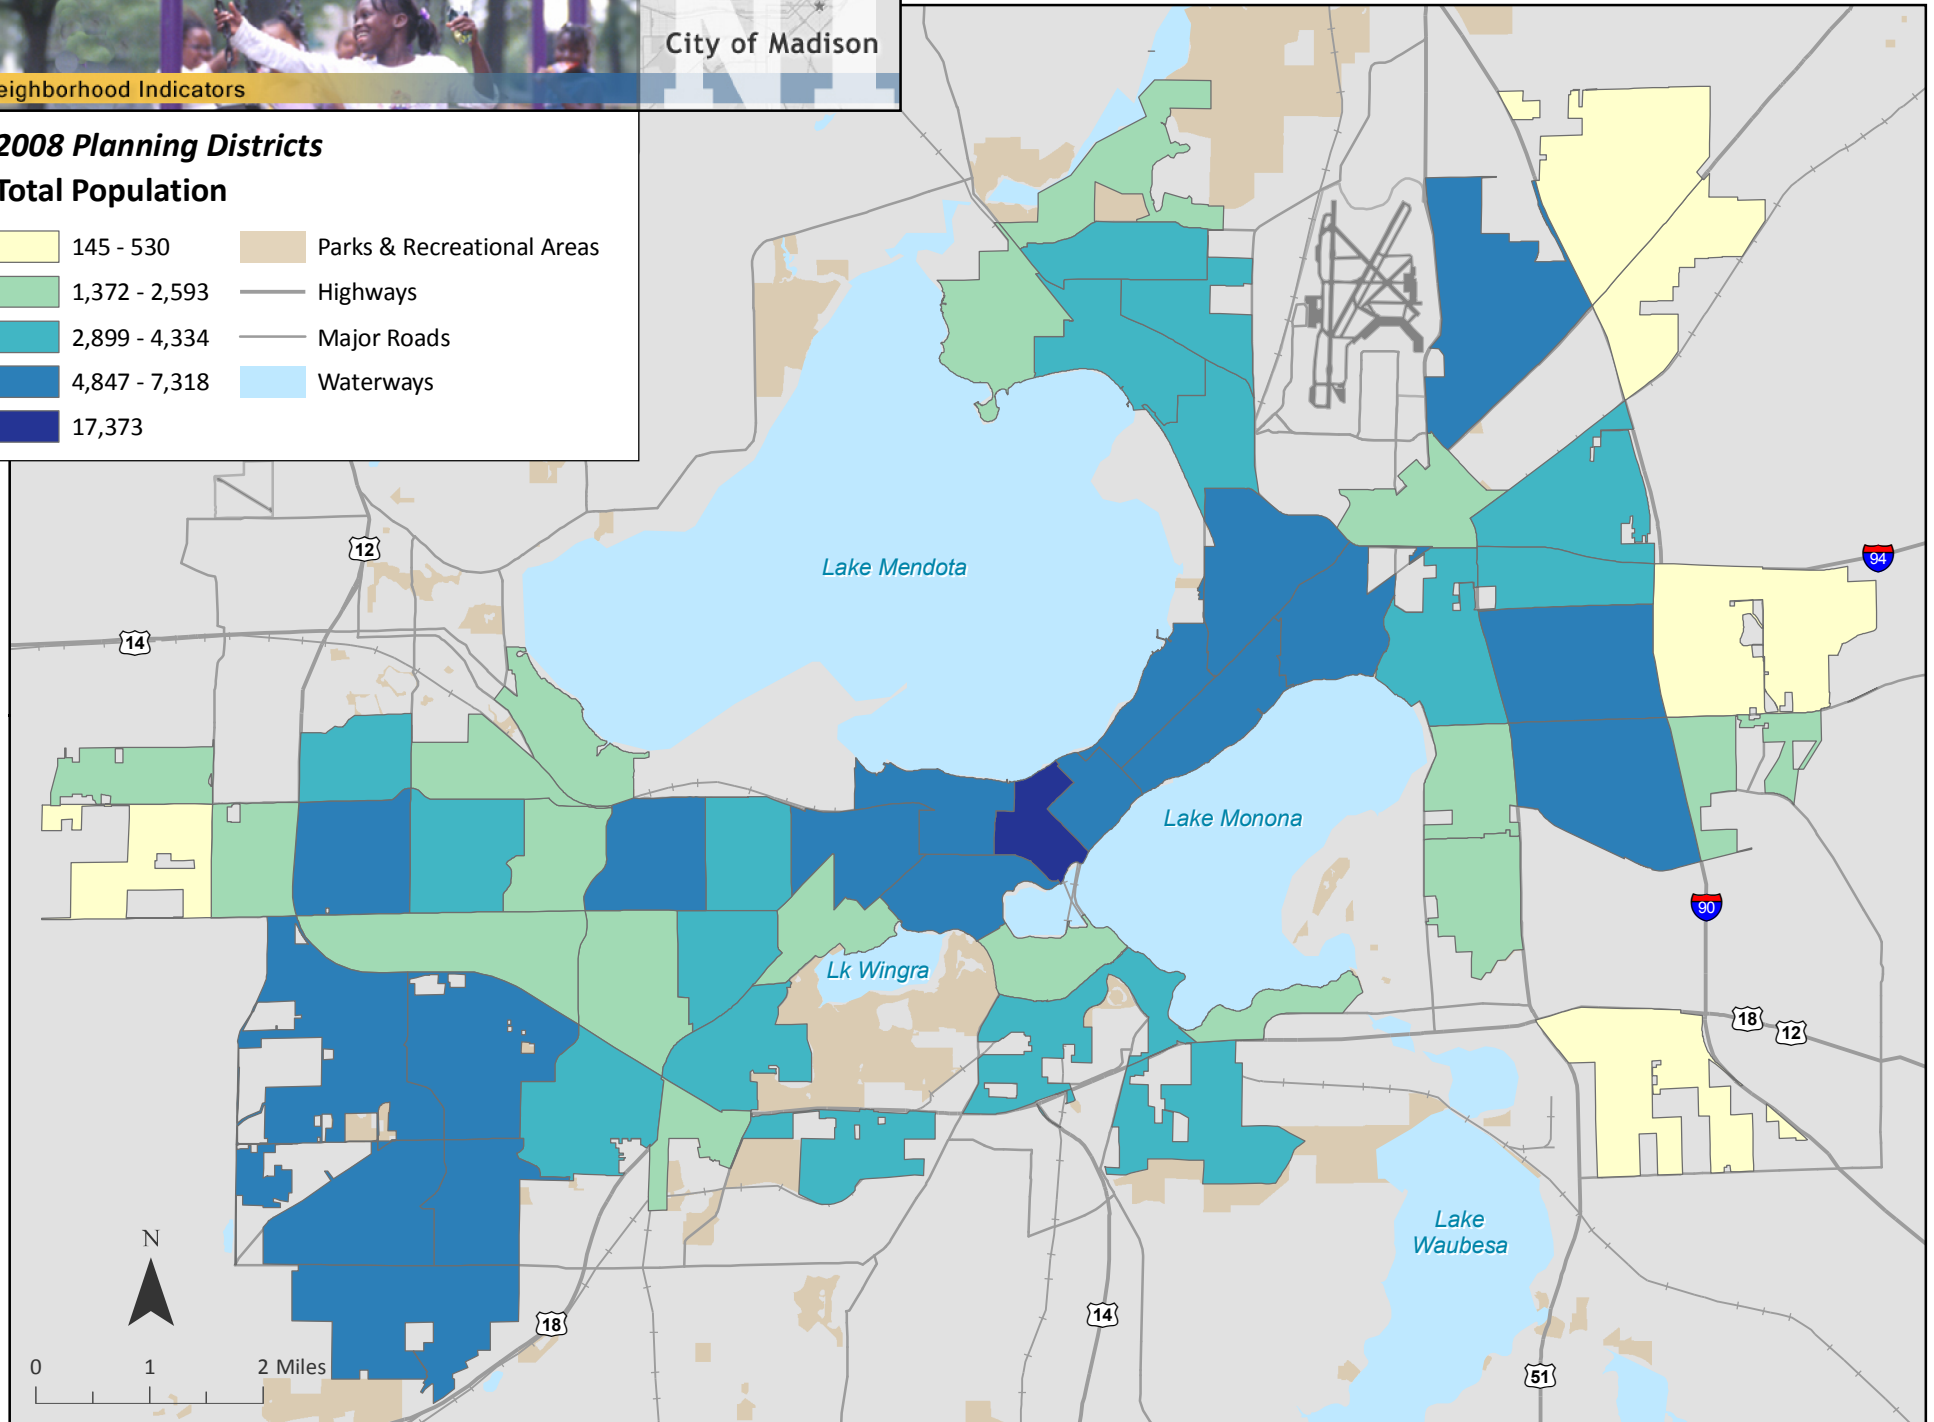 City of Madison
eighborhood Indicators
2008 Planning Districts
Total Population
145 - 530
Parks & Recreational Areas
1,372 - 2,593
Highways
2,899 - 4,334
Major Roads
4,847 - 7,318
Waterways
17,373
12
94
Lake Mendota
14
Lake Monona
90
Lk Wingra
18
12
Lake
Waubesa
N
18
14
0 1 2 Miles
51